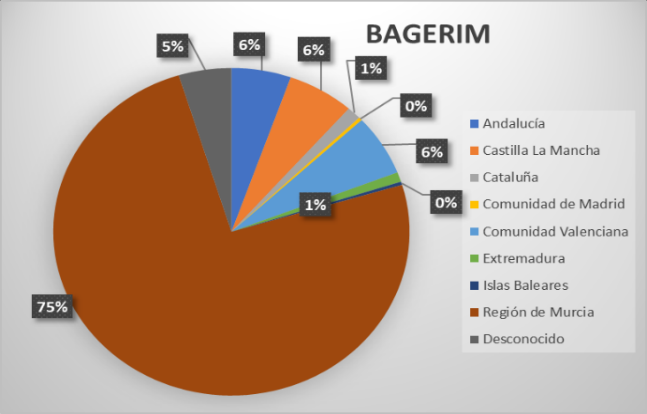 BAGERIM
5%
6%
6%
1%
0%
6%
1%
0%
75%
Andalucía
Castilla La Mancha
Cataluña
Comunidad de Madrid
Comunidad Valenciana
Extremadura
Islas Baleares
Región de Murcia
Desconocido